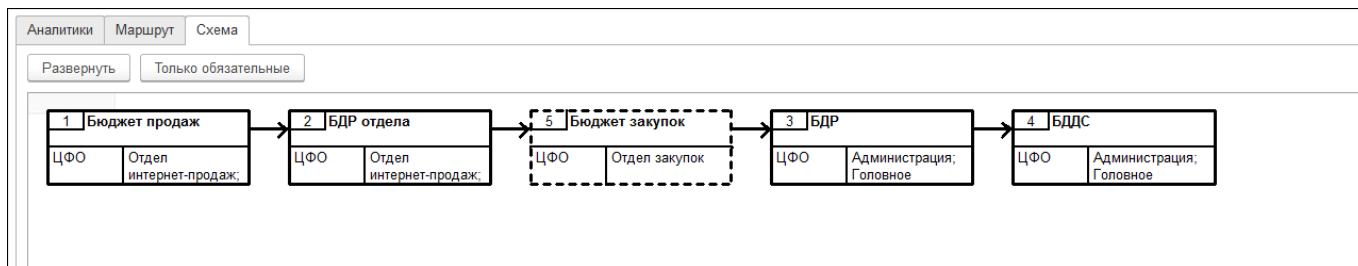 Аналитики Маршрут Схема
Развернуть Только обязательные
1 Бюджет продаж
ЦФО Отдел
интернет-продаж;
2 БДР отдела
ЦФО Отдел
интернет-продаж;
5 Бюджет закупок
ЦФО Отдел закупок
3 БДР
ЦФО Администрация;
Головное
4 БДДС
ЦФО Администрация;
Головное